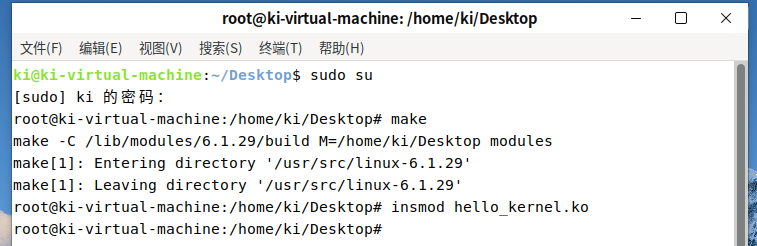 root@ki-virtual-machine: /home/ki/Desktop
文件(F) 编辑(E) 视图(V) 搜索(S) 终端(T) 帮助(H)
ki@ki-virtual-machine:~/Desktop$ sudo su
[sudo] ki 的密码：
root@ki-virtual-machine:/home/ki/Desktop# make
make -C /lib/modules/6.1.29/build M=/home/ki/Desktop modules
make[1]: Entering directory '/usr/src/linux-6.1.29'
make[1]: Leaving directory '/usr/src/linux-6.1.29'
root@ki-virtual-machine:/home/ki/Desktop# insmod hello_kernel.ko
root@ki-virtual-machine:/home/ki/Desktop#